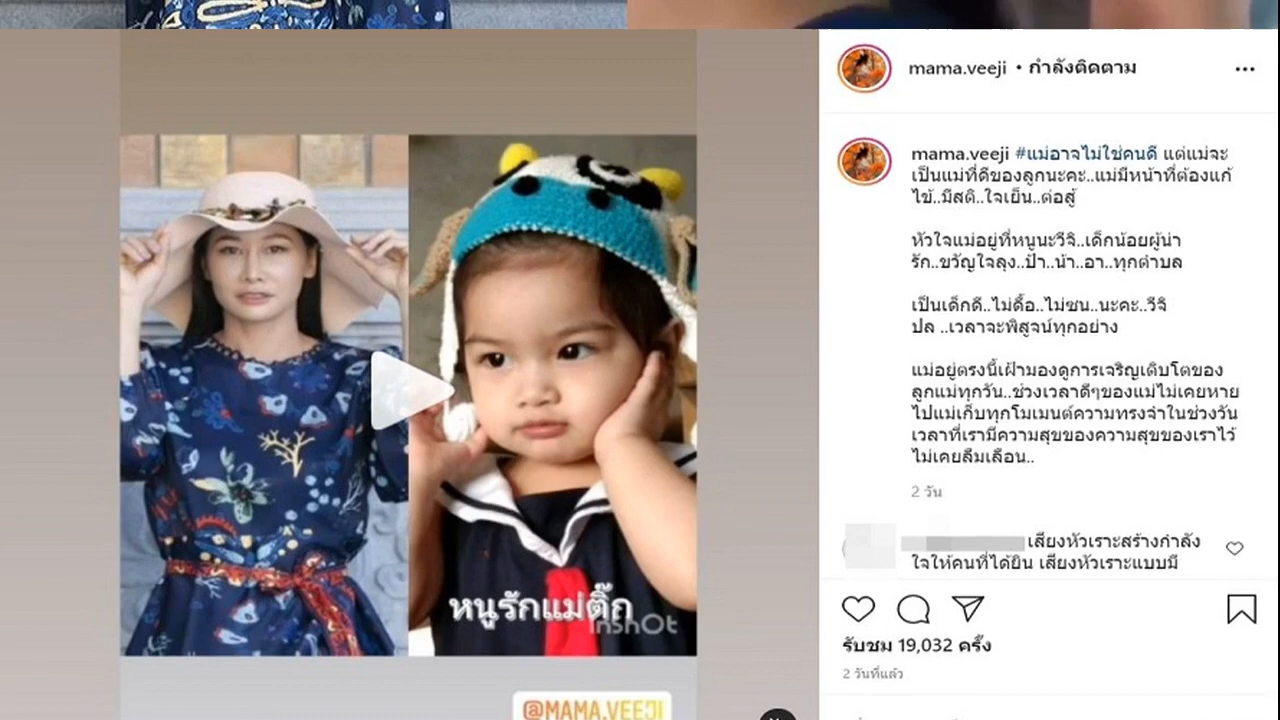 mama.veeji • กำลังติดตาม
mama.veeji #แม่อาจไม่ใช่คนดี แต่แม่จะ
เป็นแม่ที่ดีของลูกนะคะ..แม่มีหน้าที่ต้องแก้
ไข้..มีสติ..ใจเย็น..ต่อสู้
หัวใจแม่อยู่ที่หนูนะวีจิ..เด็กน้อยผู้น่า
รัก..ขวัญใจลุง..ป้า..น้า..อา..ทุกตำบล
เป็นเด็กดี..ไม่ดื้อ..ไม่ซน..นะคะ..วีจิ
ปล ..เวลาจะพิสูจน์ทุกอย่าง
แม่อยู่ตรงนี้เฝ้ามองดูการเจริญเติบโตของ
ลูกแม่ทุกวัน..ช่วงเวลาดีๆของแม่ไม่เคยหาย
ไปแม่เก็บทุกโมเมนต์ความทรงจำในช่วงวัน
เวลาที่เรามีความสุขของความสุขของเราไว้
ไม่เคยลืมเลือน..
2 วัน
เสียงหัวเราะสร้างกำลัง
ใจให้คนที่ได้ยิน เสียงหัวเราะแบบมี
หนูรักแม่ติ๊ก
InShOt
@MAMA.VEEJI
รับชม 19,032 ครั้ง
2 วันที่แล้ว